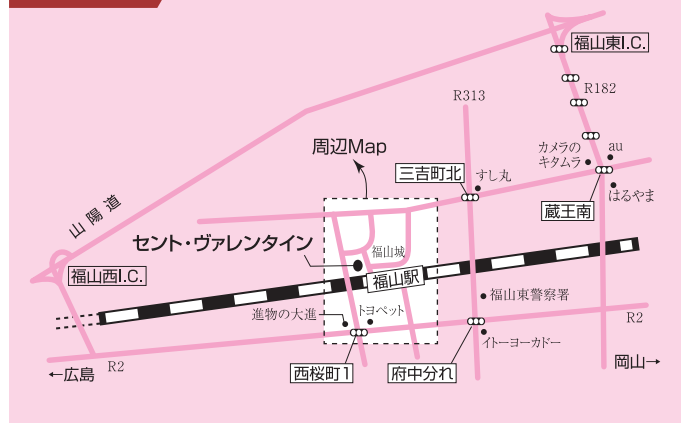 福山東I.C.
R182
R313
周辺Map
カメラの
キタムラ
au
三吉町北
すし丸
はるやま
蔵王南
山陽道
セント・ヴァレンタイン
福山城
福山西I.C.
福山駅
福山東警察署
進物の大進
トヨペット
R2
イトーヨーカドー
R2
←広島
西桜町1
府中分れ
岡山→